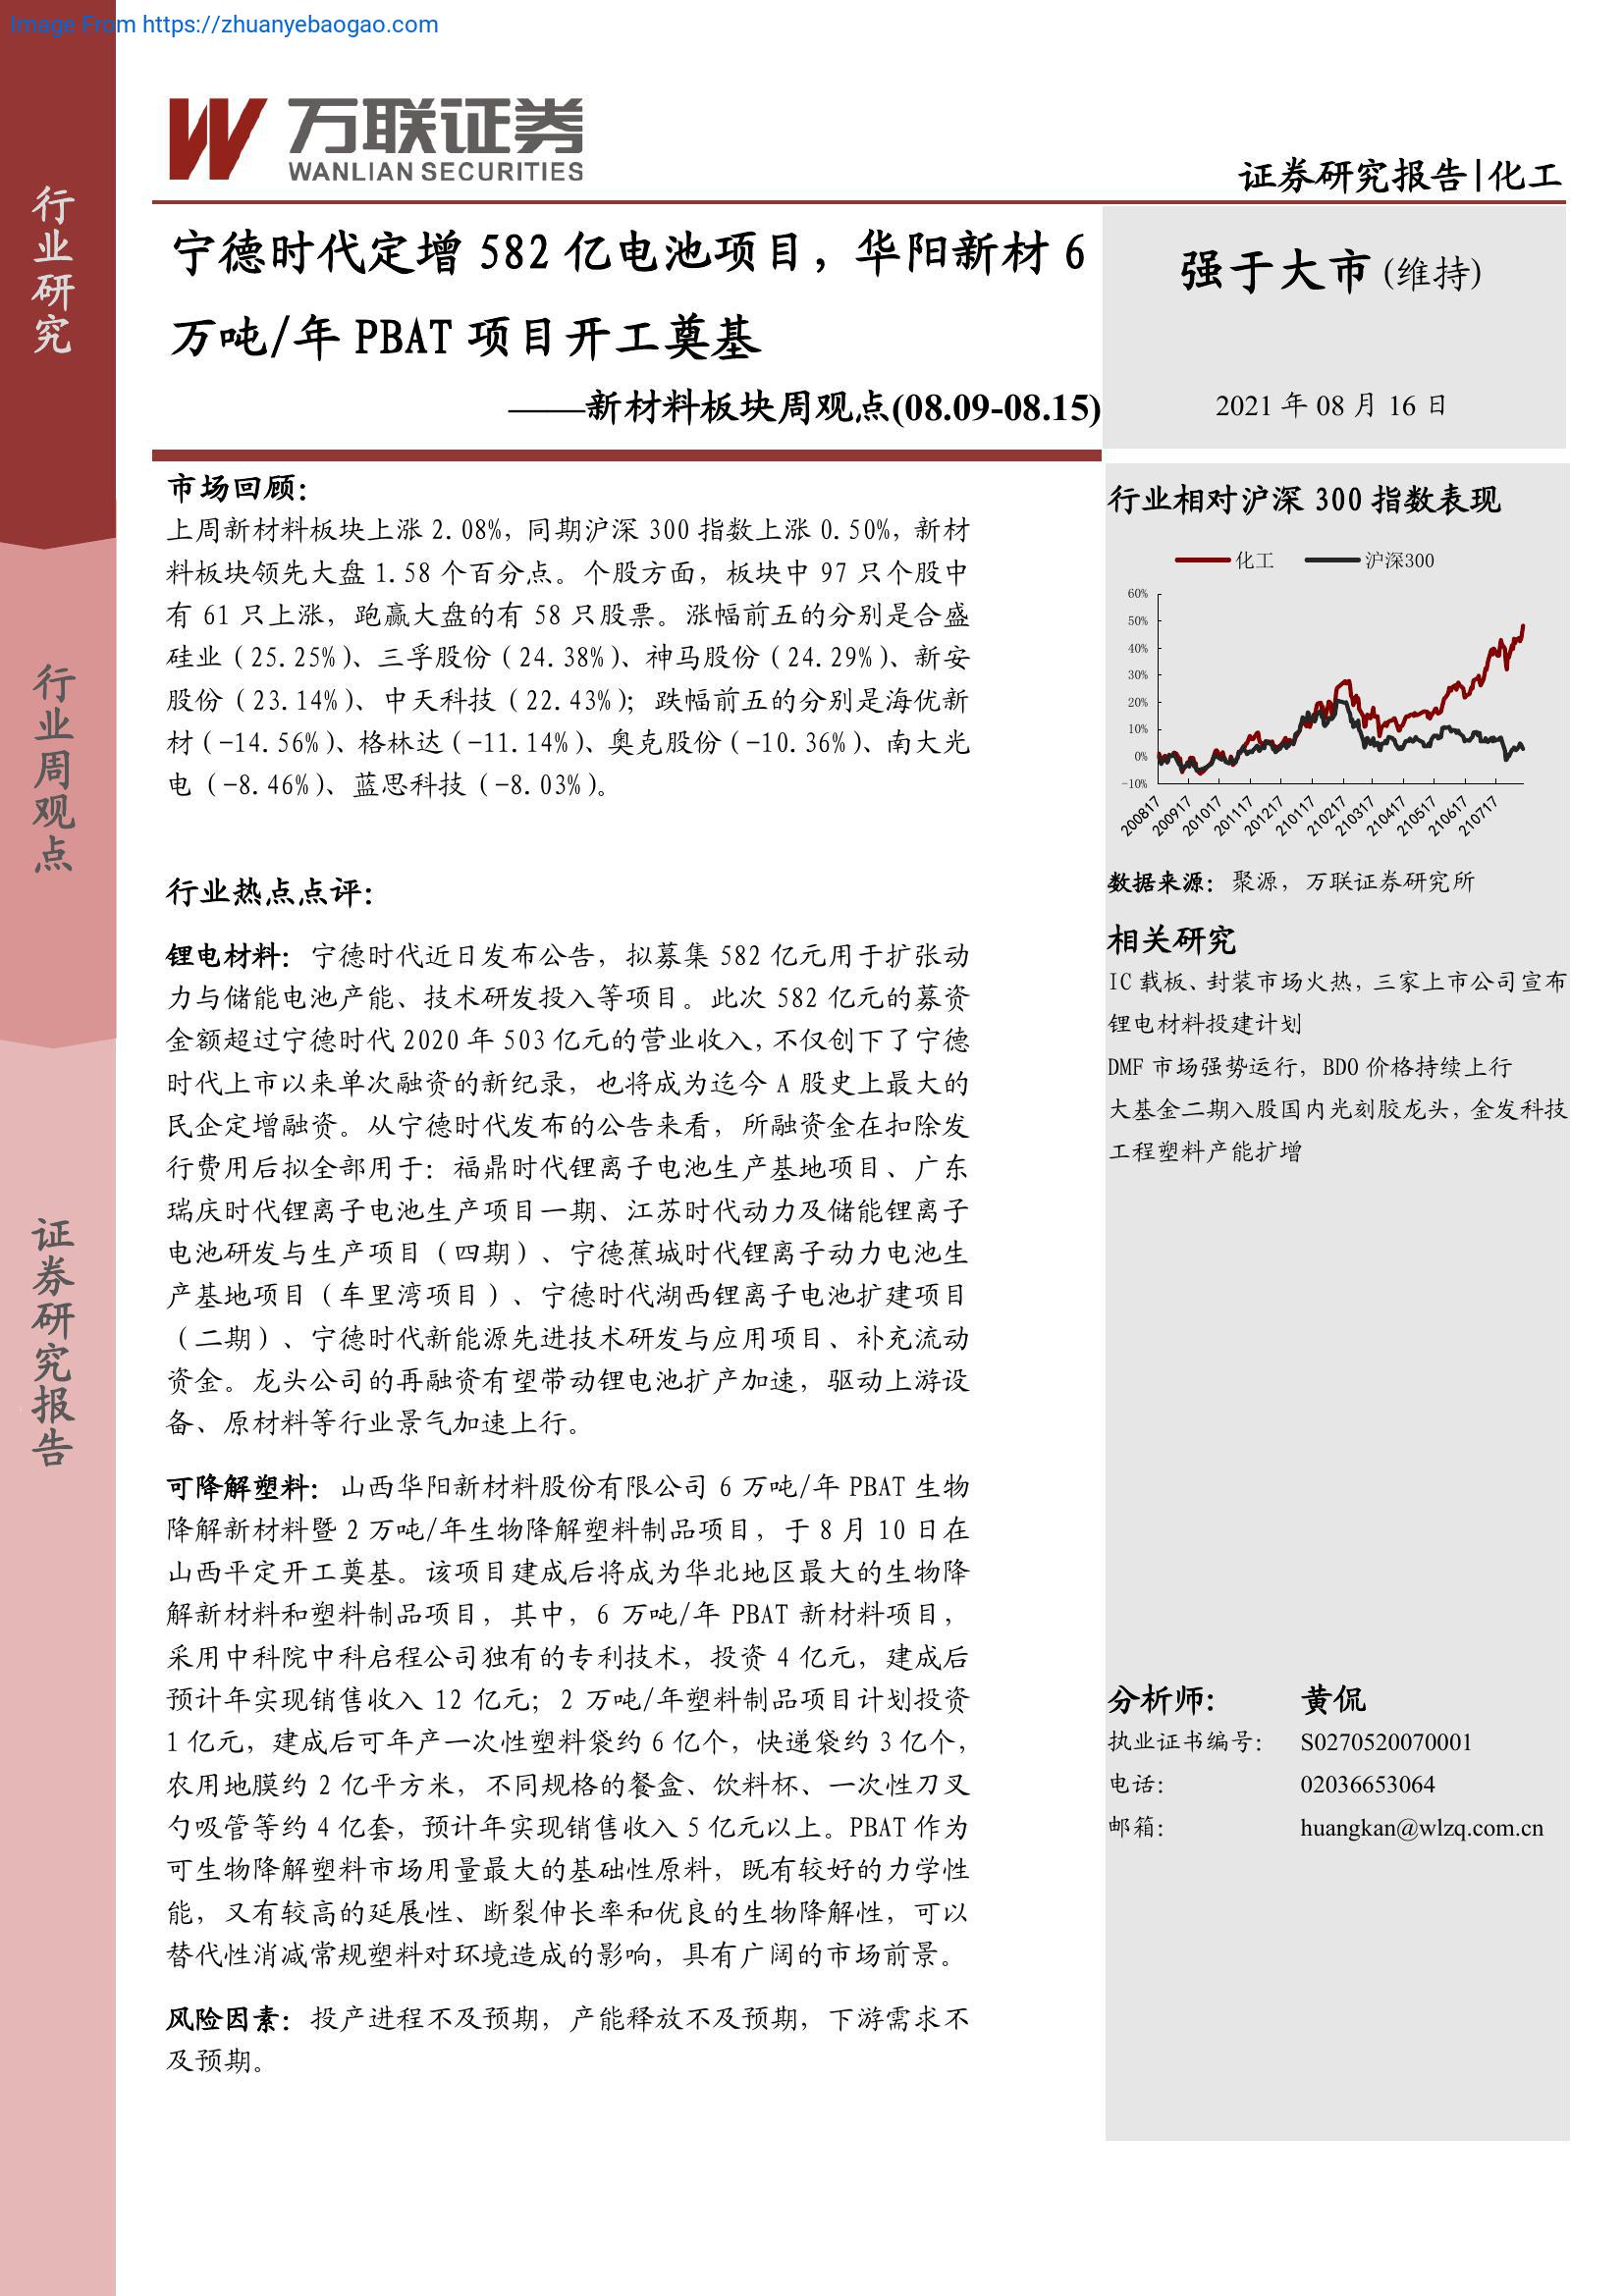 Image From https://zhuanyebaogao.com
万联证券
WANLIAN SECURITIES
证券研究报告|化工
行业研究
行业周观点
证券研究报告
宁德时代定增 582 亿电池项目，华阳新材 6
万吨/年 PBAT 项目开工奠基
——新材料板块周观点(08.09-08.15)
强于大市(维持)
2021 年 08 月 16 日
市场回顾：
上周新材料板块上涨 2.08%，同期沪深 300 指数上涨 0.50%，新材
料板块领先大盘 1.58 个百分点。个股方面，板块中 97 只个股中
有 61 只上涨，跑赢大盘的有 58 只股票。涨幅前五的分别是合盛
硅业（25.25%）、三孚股份（24.38%）、神马股份（24.29%）、新安
股份（23.14%）、中天科技（22.43%）；跌幅前五的分别是海优新
材（-14.56%）、格林达（-11.14%）、奥克股份（-10.36%）、南大光
电（-8.46%）、蓝思科技（-8.03%）。
行业热点点评：
锂电材料：宁德时代近日发布公告，拟募集 582 亿元用于扩张动
力与储能电池产能、技术研发投入等项目。此次 582 亿元的募资
金额超过宁德时代 2020 年 503 亿元的营业收入，不仅创下了宁德
时代上市以来单次融资的新纪录，也将成为迄今 A 股史上最大的
民企定增融资。从宁德时代发布的公告来看，所融资金在扣除发
行费用后拟全部用于：福鼎时代锂离子电池生产基地项目、广东
瑞庆时代锂离子电池生产项目一期、江苏时代动力及储能锂离子
电池研发与生产项目（四期）、宁德蕉城时代锂离子动力电池生
产基地项目（车里湾项目）、宁德时代湖西锂离子电池扩建项目
（二期）、宁德时代新能源先进技术研发与应用项目、补充流动
资金。龙头公司的再融资有望带动锂电池扩产加速，驱动上游设
备、原材料等行业景气加速上行。
可降解塑料：山西华阳新材料股份有限公司 6 万吨/年 PBAT 生物
降解新材料暨 2 万吨/年生物降解塑料制品项目，于 8 月 10 日在
山西平定开工奠基。该项目建成后将成为华北地区最大的生物降
解新材料和塑料制品项目，其中，6 万吨/年 PBAT 新材料项目，
采用中科院中科启程公司独有的专利技术，投资 4 亿元，建成后
预计年实现销售收入 12 亿元；2 万吨/年塑料制品项目计划投资
1 亿元，建成后可年产一次性塑料袋约 6 亿个，快递袋约 3 亿个，
农用地膜约 2 亿平方米，不同规格的餐盒、饮料杯、一次性刀叉
勺吸管等约 4 亿套，预计年实现销售收入 5 亿元以上。PBAT 作为
可生物降解塑料市场用量最大的基础性原料，既有较好的力学性
能，又有较高的延展性、断裂伸长率和优良的生物降解性，可以
替代性消减常规塑料对环境造成的影响，具有广阔的市场前景。
风险因素：投产进程不及预期，产能释放不及预期，下游需求不
及预期。
行业相对沪深 300 指数表现
化工 沪深300
60%
50%
40%
30%
20%
10%
0%
-10%
200817 200917 201017 201117 201217 210117 210217 210317 210417 210517 210617 210717
数据来源：聚源，万联证券研究所
相关研究
IC 载板、封装市场火热，三家上市公司宣布
锂电材料投建计划
DMF 市场强势运行，BDO 价格持续上行
大基金二期入股国内光刻胶龙头，金发科技
工程塑料产能扩增
分析师： 黄侃
执业证书编号： S0270520070001
电话： 02036653064
邮箱： huangkan@wlzq.com.cn